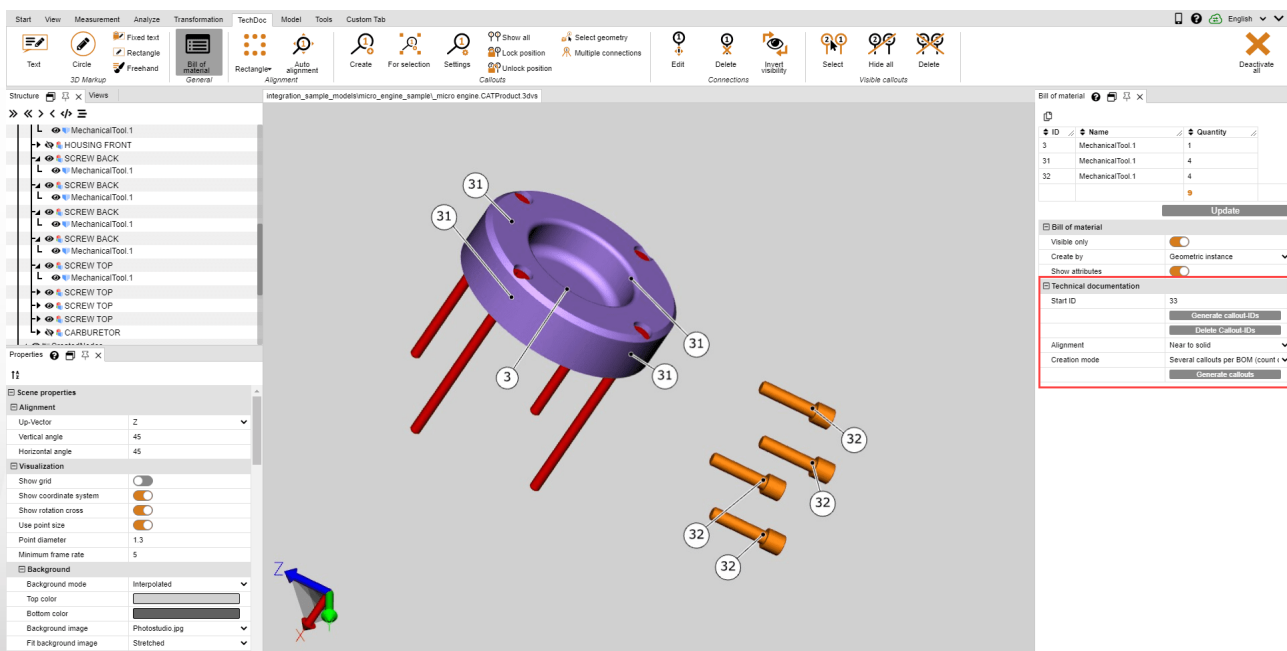 Start View Measurement Analyze Transformation TechDoc Model Tools Custom Tab English
Text
Circle
Fixed text
Rectangle
Freehand
3D Markup
Bill of
material
General
Rectangle
Auto
alignment
Alignment
Create
For selection
Settings
Show all
Lock position
Unlock position
Select geometry
Multiple connections
Callouts
Edit
Delete
Invert
visibility
Connections
Select
Hide all
Delete
Visible callouts
Deactivate
all
Structure Views
MechanicalTool.1
HOUSING FRONT
SCREW BACK
MechanicalTool.1
SCREW BACK
MechanicalTool.1
SCREW BACK
MechanicalTool.1
SCREW BACK
MechanicalTool.1
SCREW TOP
MechanicalTool.1
SCREW TOP
SCREW TOP
SCREW TOP
CARBURETOR
Properties
Scene properties
Alignment
Up-Vector Z
Vertical angle 45
Horizontal angle 45
Visualization
Show grid
Show coordinate system
Show rotation cross
Use point size
Point diameter 1.3
Minimum frame rate 5
Background
Background mode Interpolated
Top color
Bottom color
Background image Photostudio.jpg
Fit background image Stretched
integration_sample_models\micro_engine_sample\_micro engine.CATProduct.3dvs
31
31
31
31
3
32
32
32
32
Z
X
Bill of material
ID Name Quantity
3 MechanicalTool.1 1
31 MechanicalTool.1 4
32 MechanicalTool.1 4
9
Update
Bill of material
Visible only
Create by Geometric instance
Show attributes
Technical documentation
Start ID 33
Generate callout-IDs
Delete Callout-IDs
Alignment Near to solid
Creation mode Several callouts per BOM (count
Generate callouts